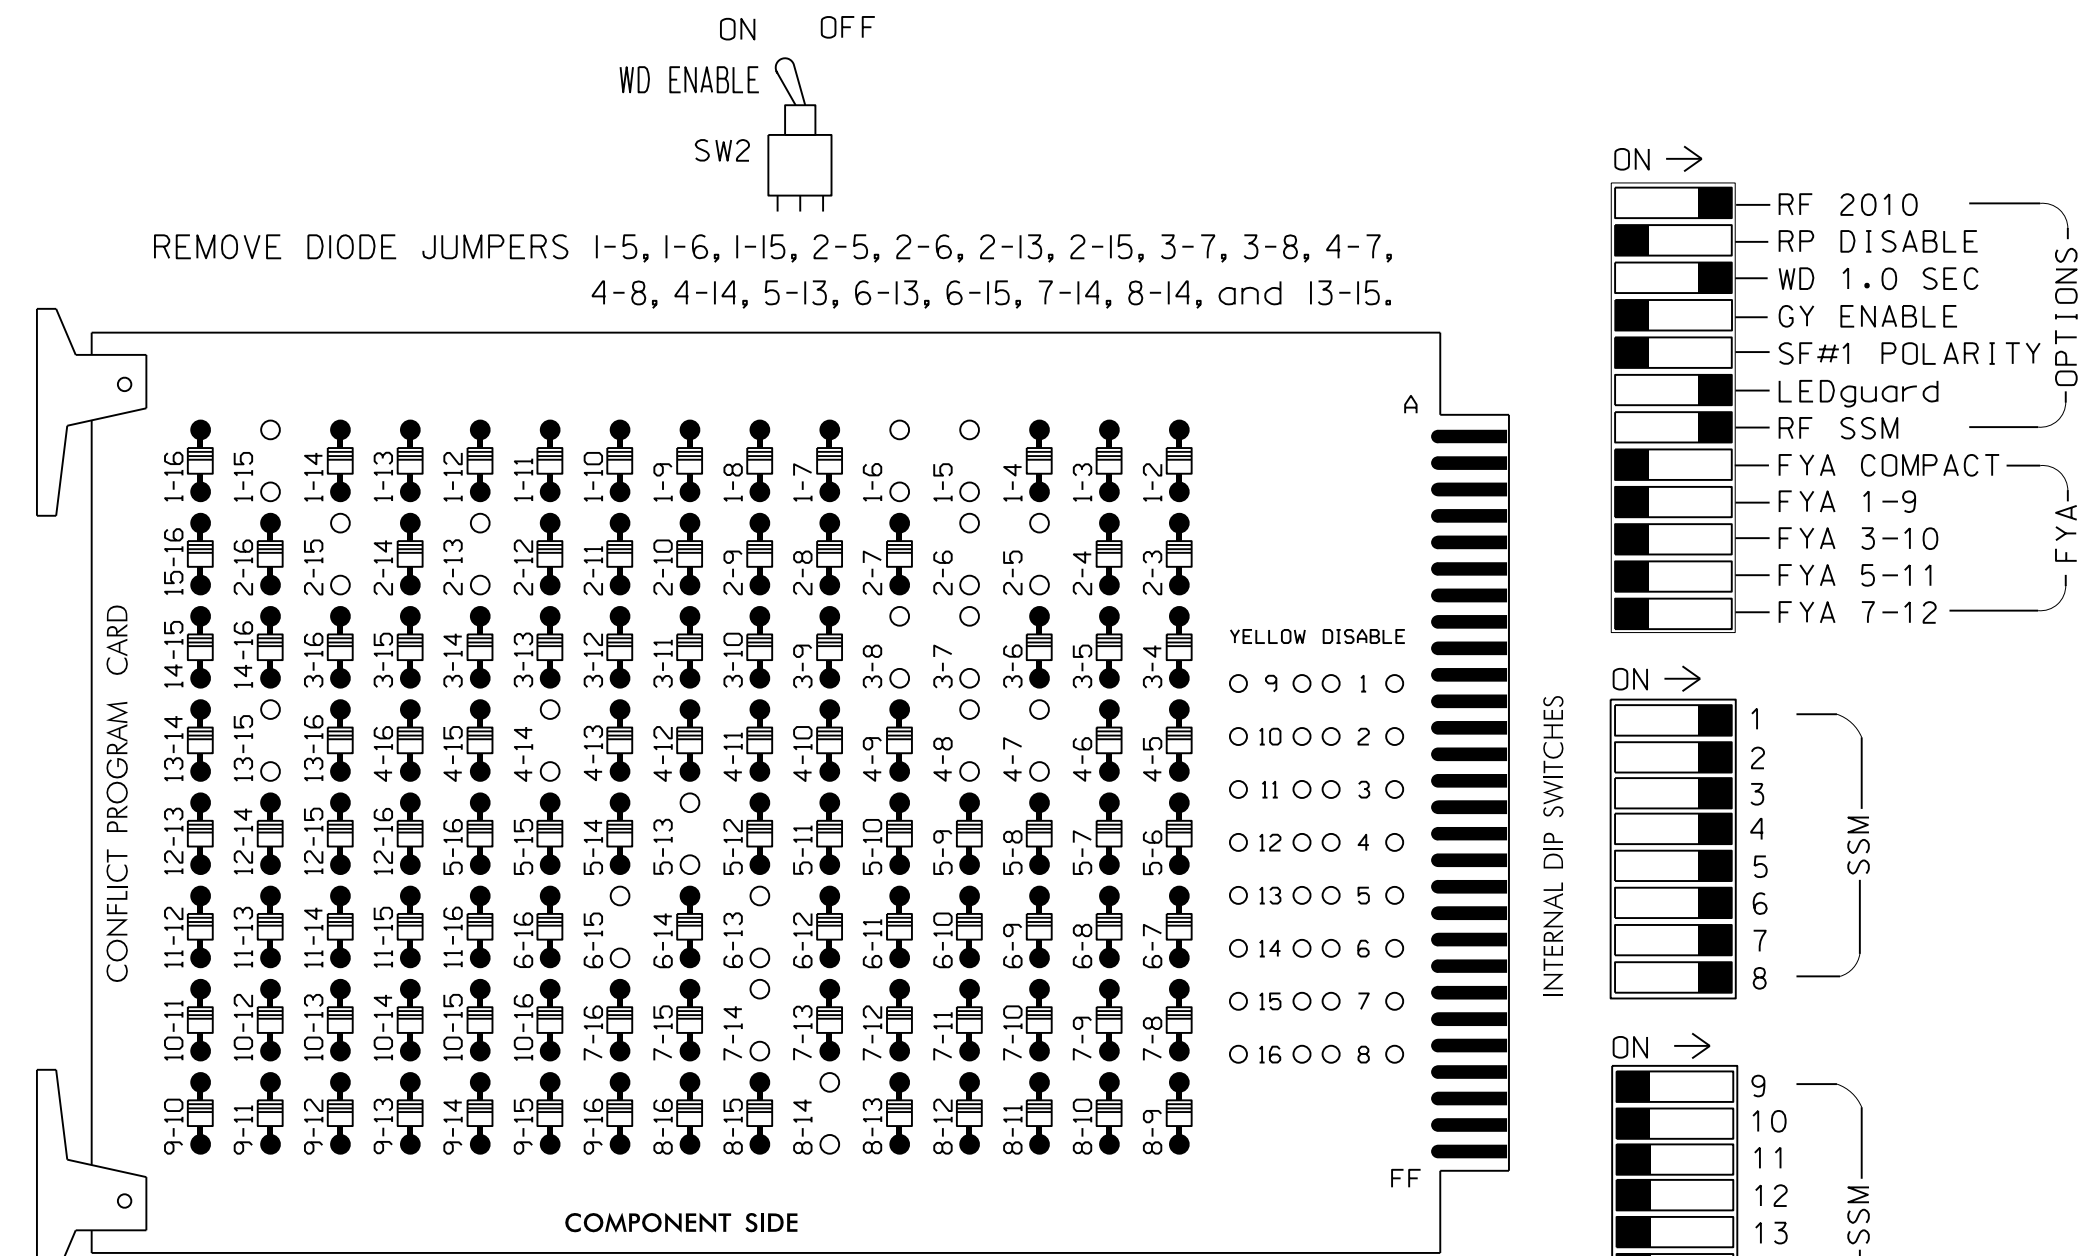 ON OFF
WD ENABLE
SW2
REMOVE DIODE JUMPERS 1-5, 1-6, 1-15, 2-5, 2-6, 2-13, 2-15, 3-7, 3-8, 4-7,
4-8, 4-14, 5-13, 6-13, 6-15, 7-14, 8-14, and 13-15.
CONFLICT PROGRAM CARD
A
1-16 1-15 1-14 1-13 1-12 1-11 1-10 1-9 1-8 1-7 1-6 1-5 1-4 1-3 1-2
15-16 2-16 2-15 2-14 2-13 2-12 2-11 2-10 2-9 2-8 2-7 2-6 2-5 2-4 2-3
14-15 14-16 3-16 3-15 3-14 3-13 3-12 3-11 3-10 3-9 3-8 3-7 3-6 3-5 3-4
13-14 13-15 13-16 4-16 4-15 4-14 4-13 4-12 4-11 4-10 4-9 4-8 4-7 4-6 4-5
12-13 12-14 12-15 12-16 5-16 5-15 5-14 5-13 5-12 5-11 5-10 5-9 5-8 5-7 5-6
11-12 11-13 11-14 11-15 11-16 6-16 6-15 6-14 6-13 6-12 6-11 6-10 6-9 6-8 6-7
10-11 10-12 10-13 10-14 10-15 10-16 7-16 7-15 7-14 7-13 7-12 7-11 7-10 7-9 7-8
9-10 9-11 9-12 9-13 9-14 9-15 9-16 8-16 8-15 8-14 8-13 8-12 8-11 8-10 8-9
YELLOW DISABLE
9 1
10 2
11 3
12 4
13 5
14 6
15 7
16 8
FF
COMPONENT SIDE
INTERNAL DIP SWITCHES
ON
RF 2010
RP DISABLE
WD 1.0 SEC
GY ENABLE
SF#1 POLARITY
LEDguard
RF SSM
OPTIONS
FYA COMPACT
FYA 1-9
FYA 3-10
FYA 5-11
FYA 7-12
FYA
ON
1
2
3
4
5
6
7
8
SSM
ON
9
10
11
12
13
SSM